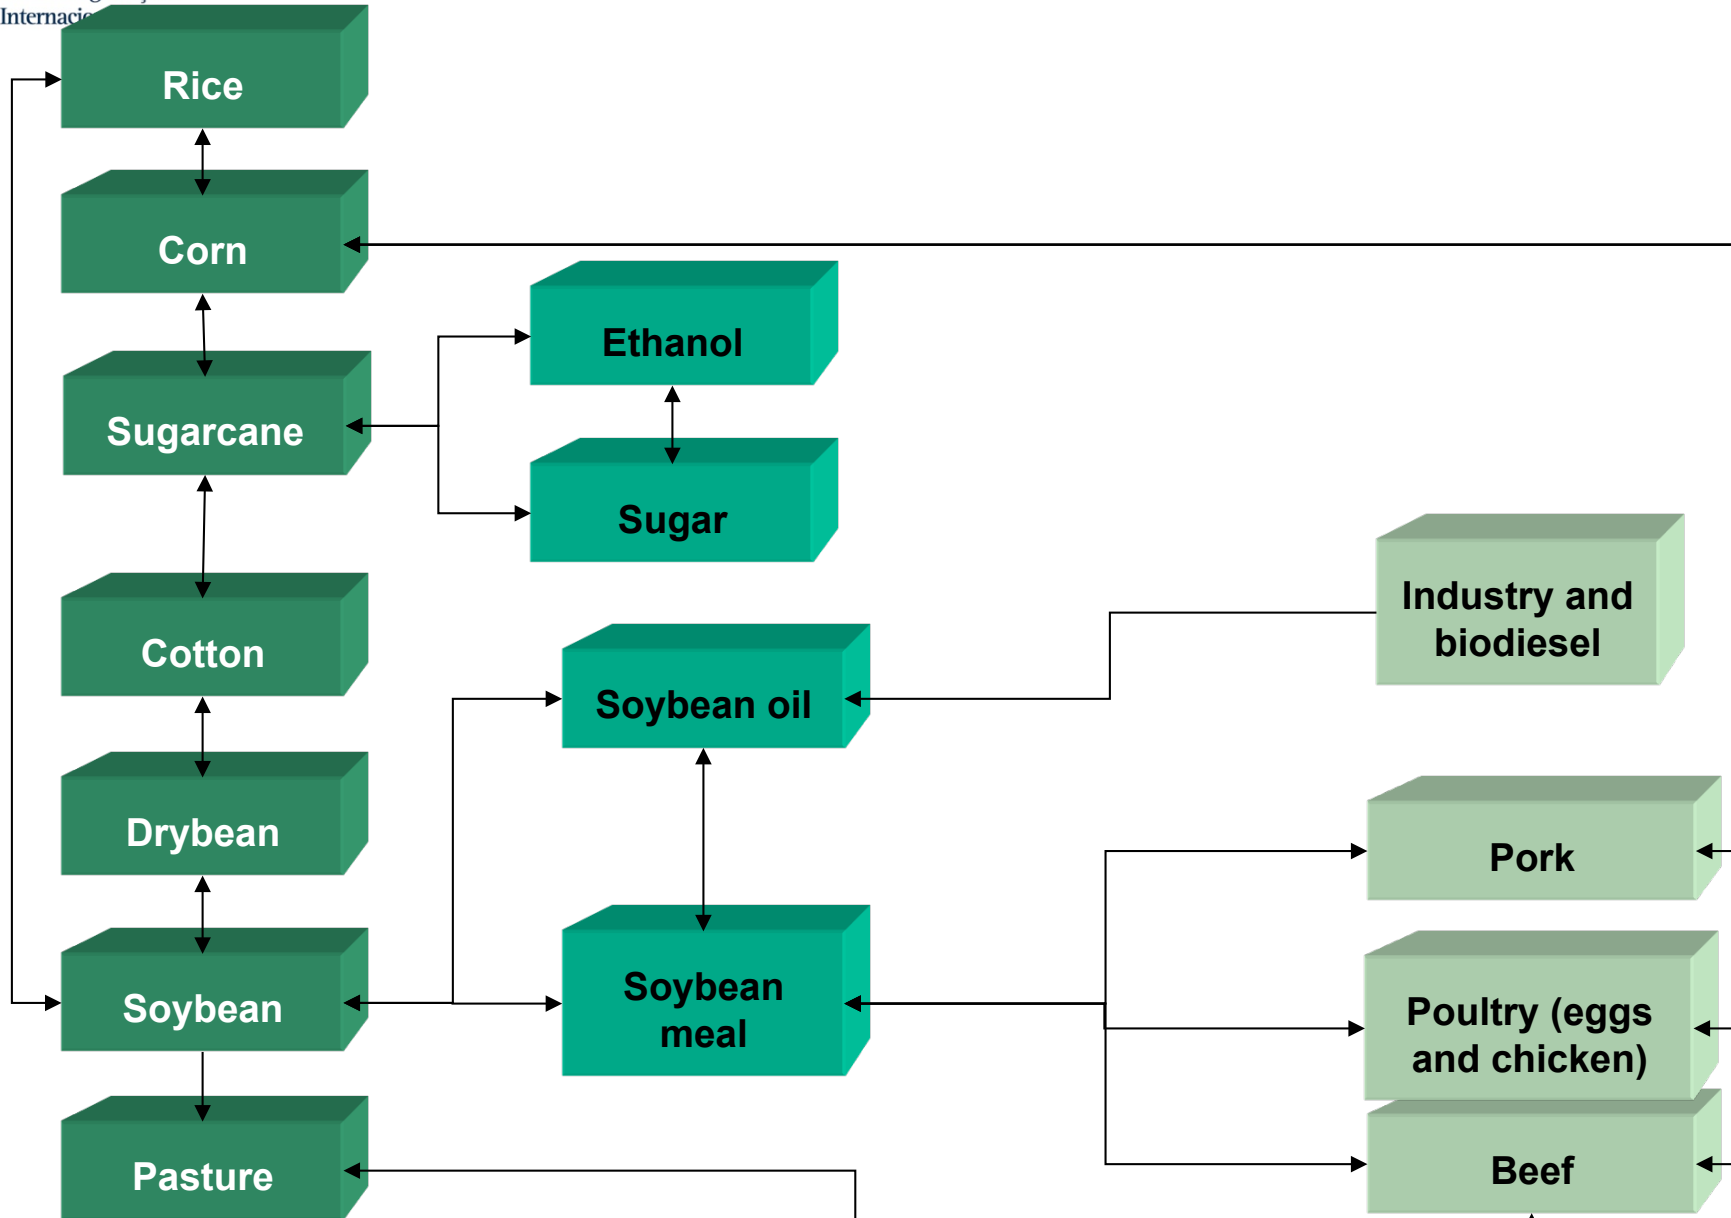 Rice
Corn
Ethanol
Sugarcane
Sugar
Industry and
biodiesel
Cotton
Soybean oil
Drybean
Pork
Soybean
Soybean
meal
Poultry (eggs
and chicken)
Pasture
Beef